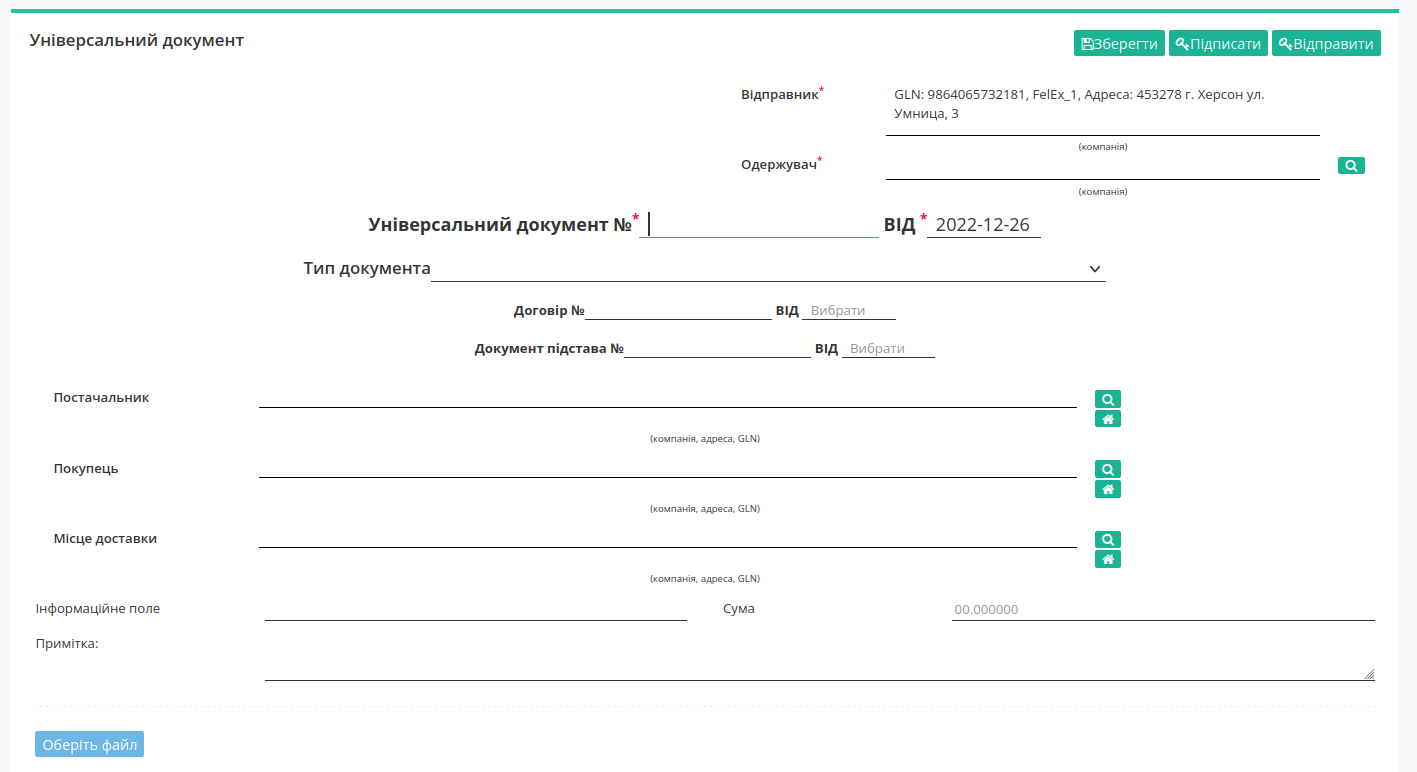 Універсальний документ
Зберегти Підписати Відправити
Відправник* GLN: 9864065732181, FelEx_1, Адреса: 453278 г. Херсон ул.
Умница, 3
(компанія)
Одержувач*
(компанія)
Універсальний документ №* ВІД * 2022-12-26
Тип документа
Договір № ВІД Вибрати
Документ підстава № ВІД Вибрати
Постачальник
(компанія, адреса, GLN)
Покупець
(компанія, адреса, GLN)
Місце доставки
(компанія, адреса, GLN)
Інформаційне поле Сума 00.000000
Примітка:
Оберіть файл